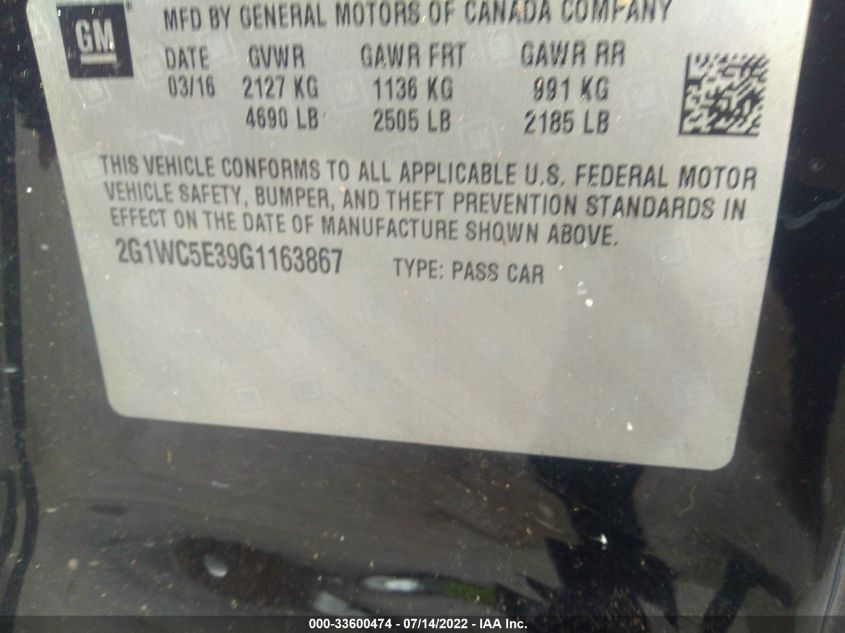 GM
MFD BY GENERAL MOTORS OF CANADA COMPANY
DATE GVWR GAWR FRT GAWR RR
03/16 2127 KG 1136 KG 991 KG
4690 LB 2505 LB 2185 LB
THIS VEHICLE CONFORMS TO ALL APPLICABLE U.S. FEDERAL MOTOR
VEHICLE SAFETY, BUMPER, AND THEFT PREVENTION STANDARDS IN
EFFECT ON THE DATE OF MANUFACTURE SHOWN ABOVE.
2G1WC5E39G1163867 TYPE: PASS CAR
000-33600474 - 07/14/2022 - IAA Inc.